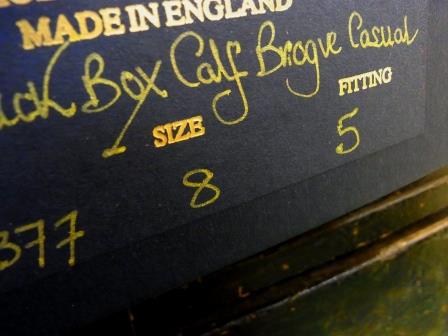 MADE IN ENGLAND
Box Calf Brogue Casual
SIZE FITTING
8 5
377